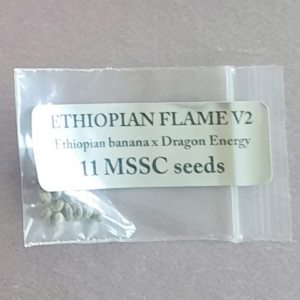 ETHIOPIAN FLAME V2
Ethiopian banana x Dragon Energy
11 MSSC seeds